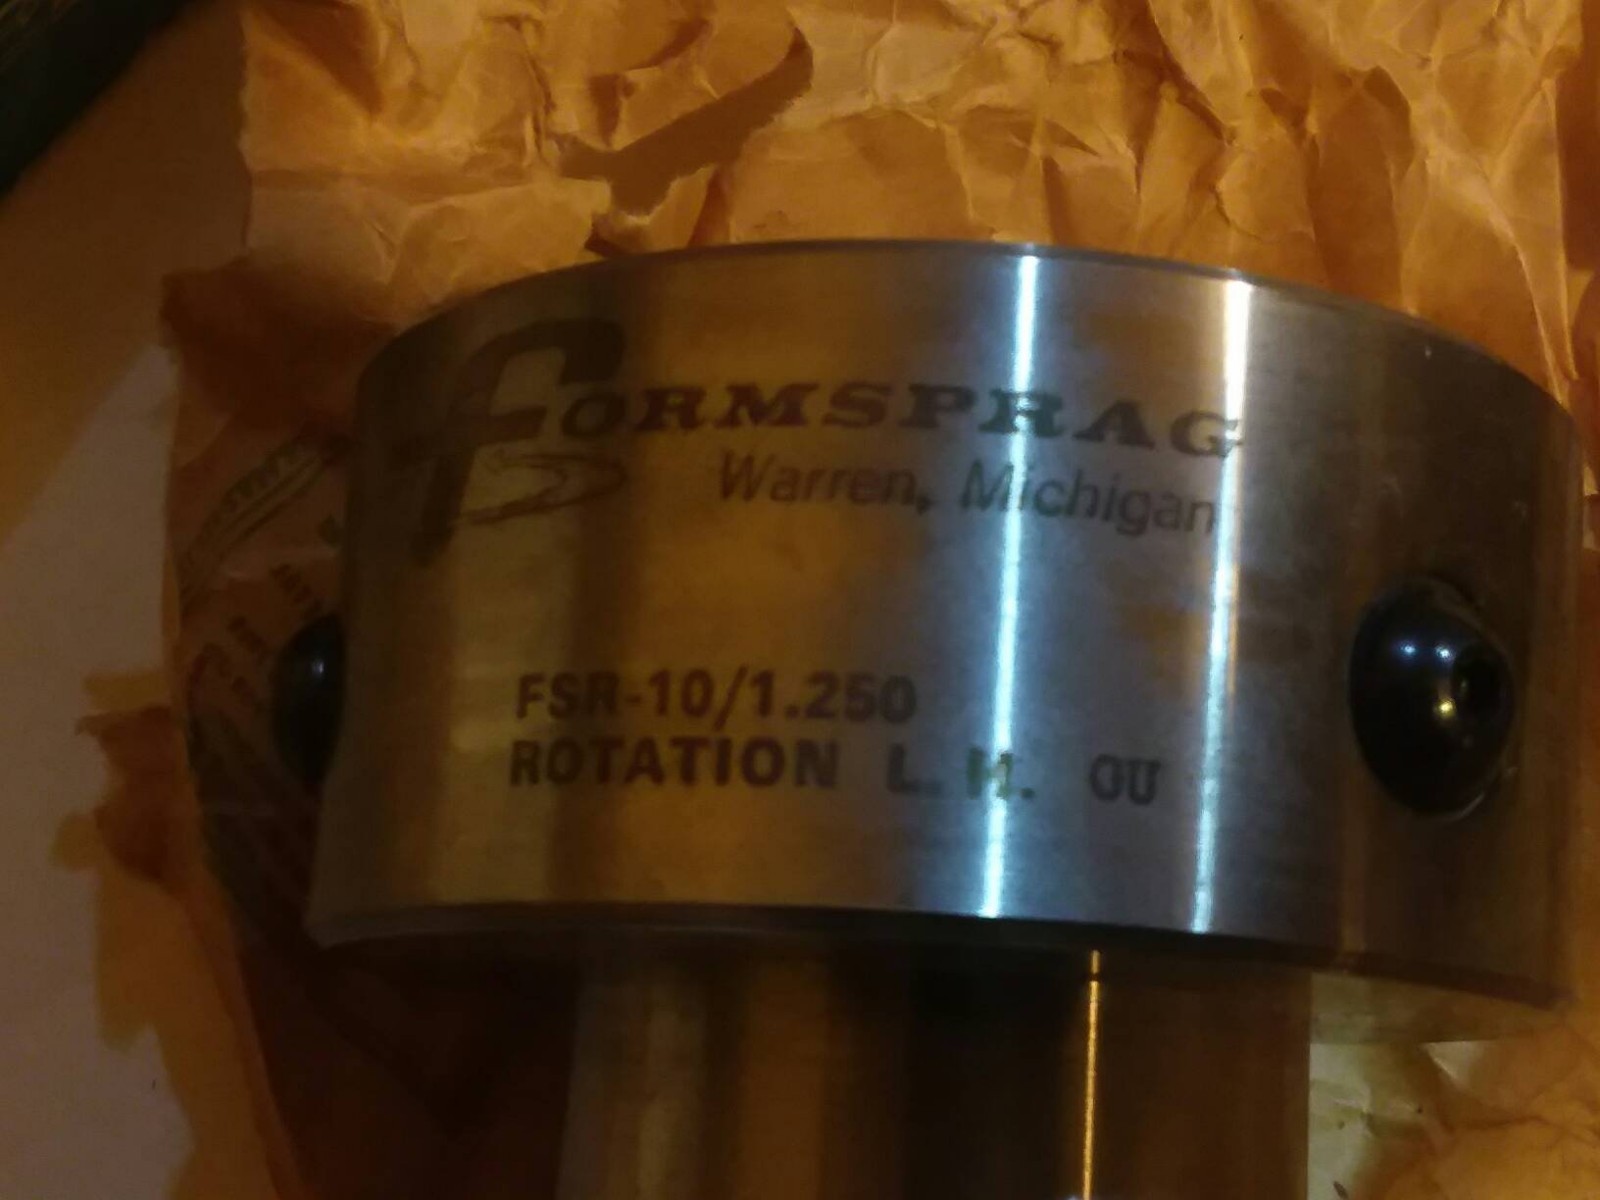 FORMSPRAG
Warren, Michigan
FSR-10/1.250
ROTATION L.H. OU